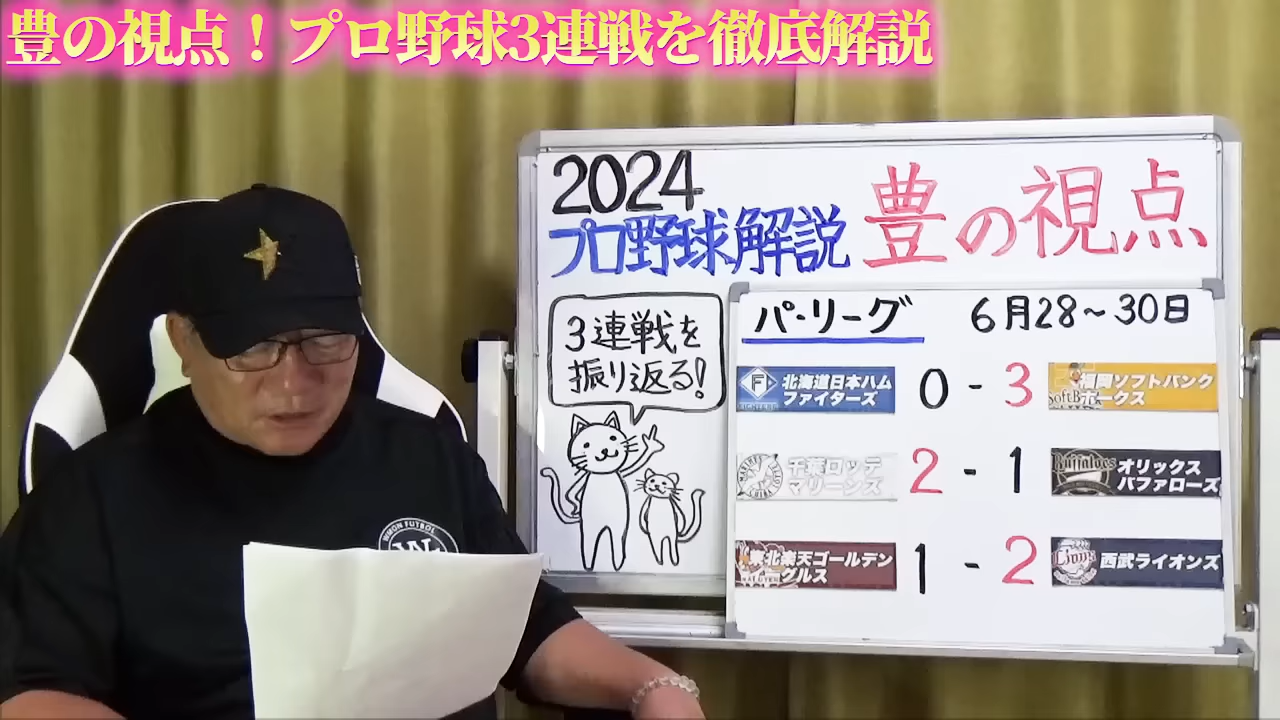 豊の視点！プロ野球3連戦を徹底解説
2024
プロ野球解説 豊の視点
3連戦を
振り返る!
パ・リーグ 6月28〜30日
北海道日本ハム
ファイターズ
FIGHTERS
0 - 3
福岡ソフトバンク
ホークス
SoftB
千葉ロッテ
マリーンズ
2 - 1
Buffaloes
オリックス
バファローズ
東北楽天ゴールデン
グルス
1 - 2
Lions
西武ライオンズ